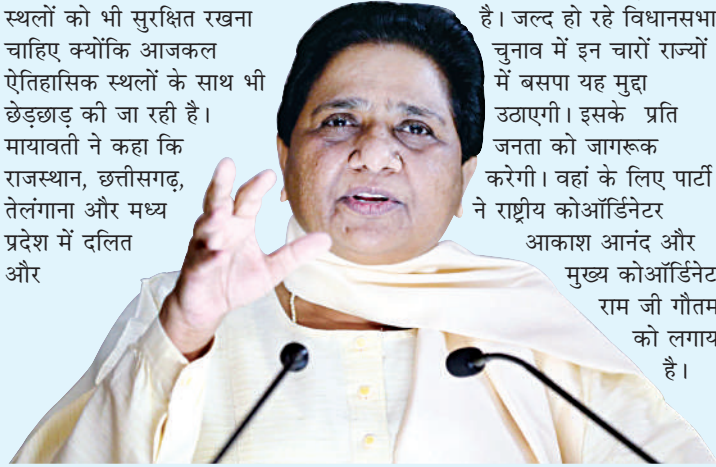 स्थलों को भी सुरक्षित रखना
चाहिए क्योंकि आजकल
ऐतिहासिक स्थलों के साथ भी
छेड़छाड़ की जा रही है।
मायावती ने कहा कि
राजस्थान, छत्तीसगढ़,
तेलंगाना और मध्य
प्रदेश में दलित
और
है। जल्द हो रहे विधानसभा
चुनाव में इन चारों राज्यों
में बसपा यह मुद्दा
उठाएगी। इसके प्रति
जनता को जागरूक
करेगी। वहां के लिए पार्टी
ने राष्ट्रीय कोऑर्डिनेटर
आकाश आनंद और
मुख्य कोऑर्डिनेट
राम जी गौतम
को लगाय
है।